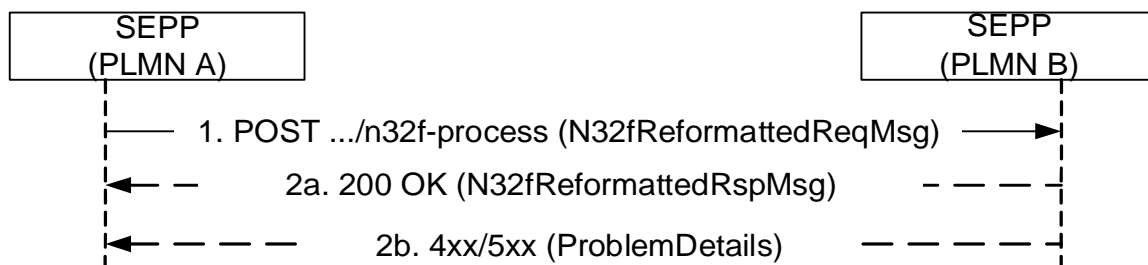 SEPP
(PLMN A)
SEPP
(PLMN B)
1. POST .../n32f-process (N32fReformattedReqMsg)
2a. 200 OK (N32fReformattedRspMsg)
2b. 4xx/5xx (ProblemDetails)